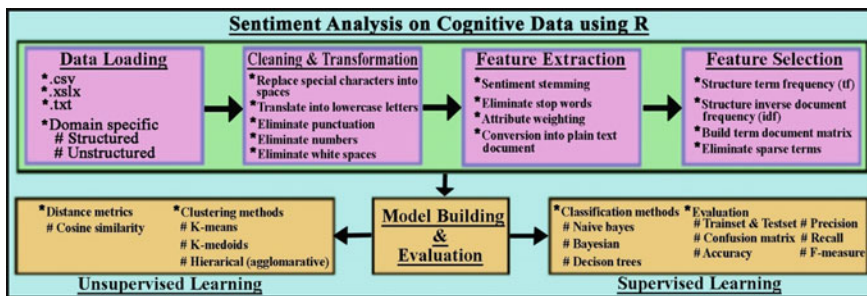 Sentiment Analysis on Cognitive Data using R
Data Loading
*.csv
*.xslx
*.txt
*Domain specific
# Structured
# Unstructured
Cleaning & Transformation
*Replace special characters into
spaces
*Translate into lowercase letters
*Eliminate punctuation
*Eliminate numbers
*Eliminate white spaces
Feature Extraction
*Sentiment stemming
*Eliminate stop words
*Attribute weighting
*Conversion into plain text
document
Feature Selection
*Structure term frequency (tf)
*Structure inverse document
frequency (idf)
*Build term document matrix
*Eliminate sparse terms
*Distance metrics
# Cosine similarity
*Clustering methods
# K-means
# K-medoids
# Hierarical (agglomarative)
Unsupervised Learning
Model Building
&
Evaluation
*Classification methods
# Naive bayes
# Bayesian
# Decison trees
*Evaluation
# Trainset & Testset # Precision
# Confusion matrix # Recall
# Accuracy # F-measure
Supervised Learning